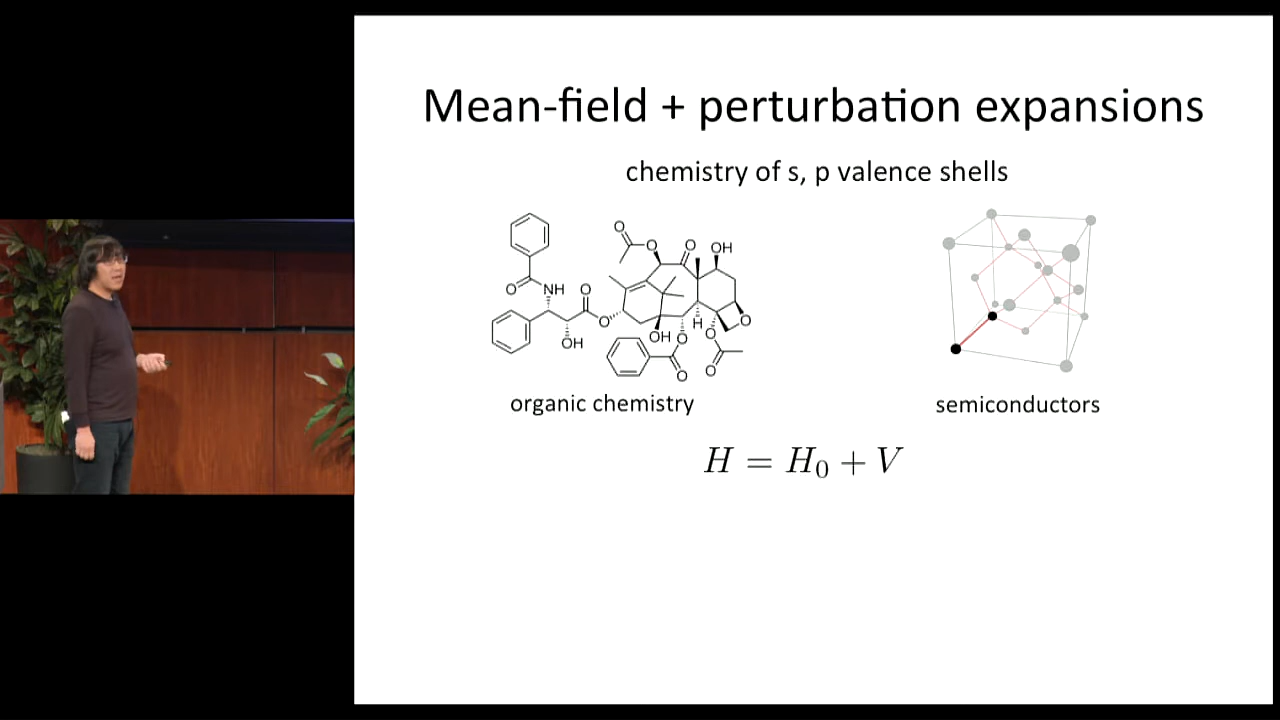 Mean-field + perturbation expansions
chemistry of s, p valence shells
O
O
O
OH
O
NH
O
O
OH
OH
O
H
O
O
O
O
organic chemistry
semiconductors
H = H₀ + V